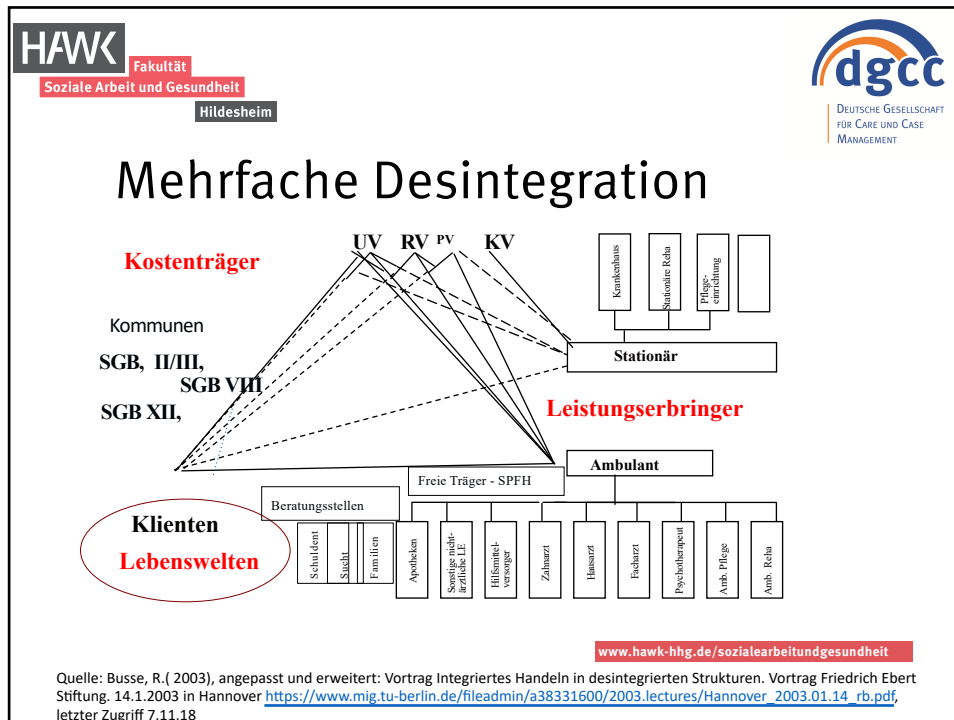 HAWK
Fakultät
Soziale Arbeit und Gesundheit
Hildesheim
dgcc
DEUTSCHE GESELLSCHAFT
FÜR CARE UND CASE
MANAGEMENT
Mehrfache Desintegration
Kostenträger
UV RV PV KV
Krankenhaus
Stationäre Reha
Pflege-
einrichtung
Kommunen
SGB, II/III,
SGB VIII
SGB XII,
Stationär
Leistungserbringer
Ambulant
Freie Träger - SPFH
Beratungsstellen
Klienten
Lebenswelten
Schuldent
Sucht
Familien
Apotheken
Sonstige nicht-
ärztliche LE
Hilfsmittel-
versorger
Zahnarzt
Hausarzt
Facharzt
Psychotherapeut
Amb. Pflege
Amb. Reha
www.hawk-hhg.de/sozialearbeitundgesundheit
Quelle: Busse, R.( 2003), angepasst und erweitert: Vortrag Integriertes Handeln in desintegrierten Strukturen. Vortrag Friedrich Ebert
Stiftung. 14.1.2003 in Hannover https://www.mig.tu-berlin.de/fileadmin/a38331600/2003.lectures/Hannover_2003.01.14_rb.pdf,
letzter Zugriff 7.11.18